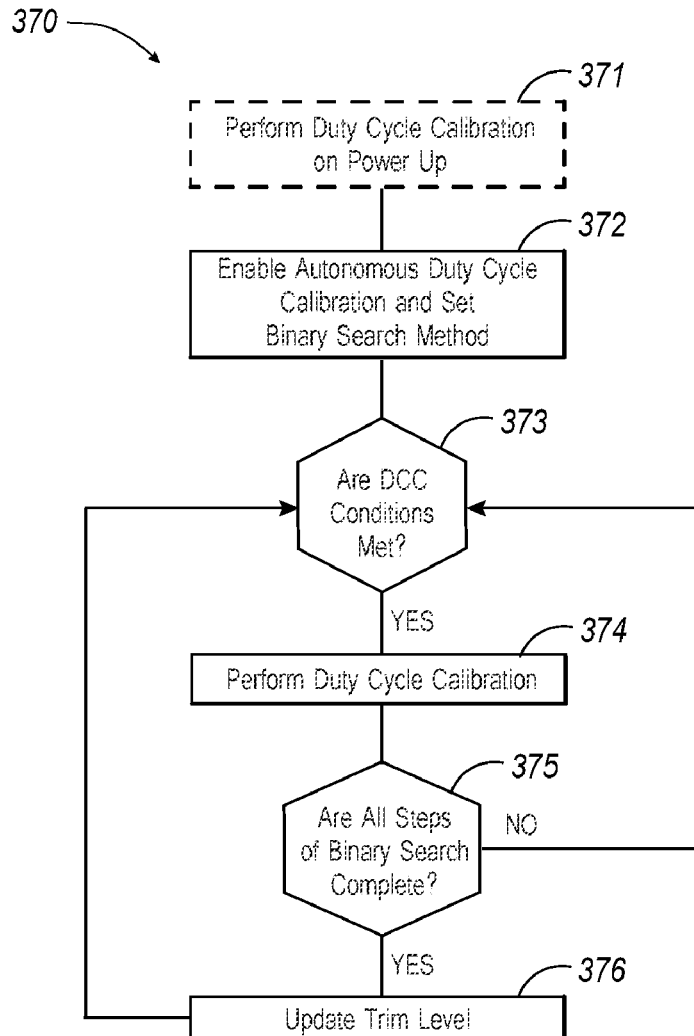 370
371
Perform Duty Cycle Calibration
on Power Up
372
Enable Autonomous Duty Cycle
Calibration and Set
Binary Search Method
373
Are DCC
Conditions
Met?
YES
374
Perform Duty Cycle Calibration
375
Are All Steps
of Binary Search
Complete?
NO
YES
376
Update Trim Level